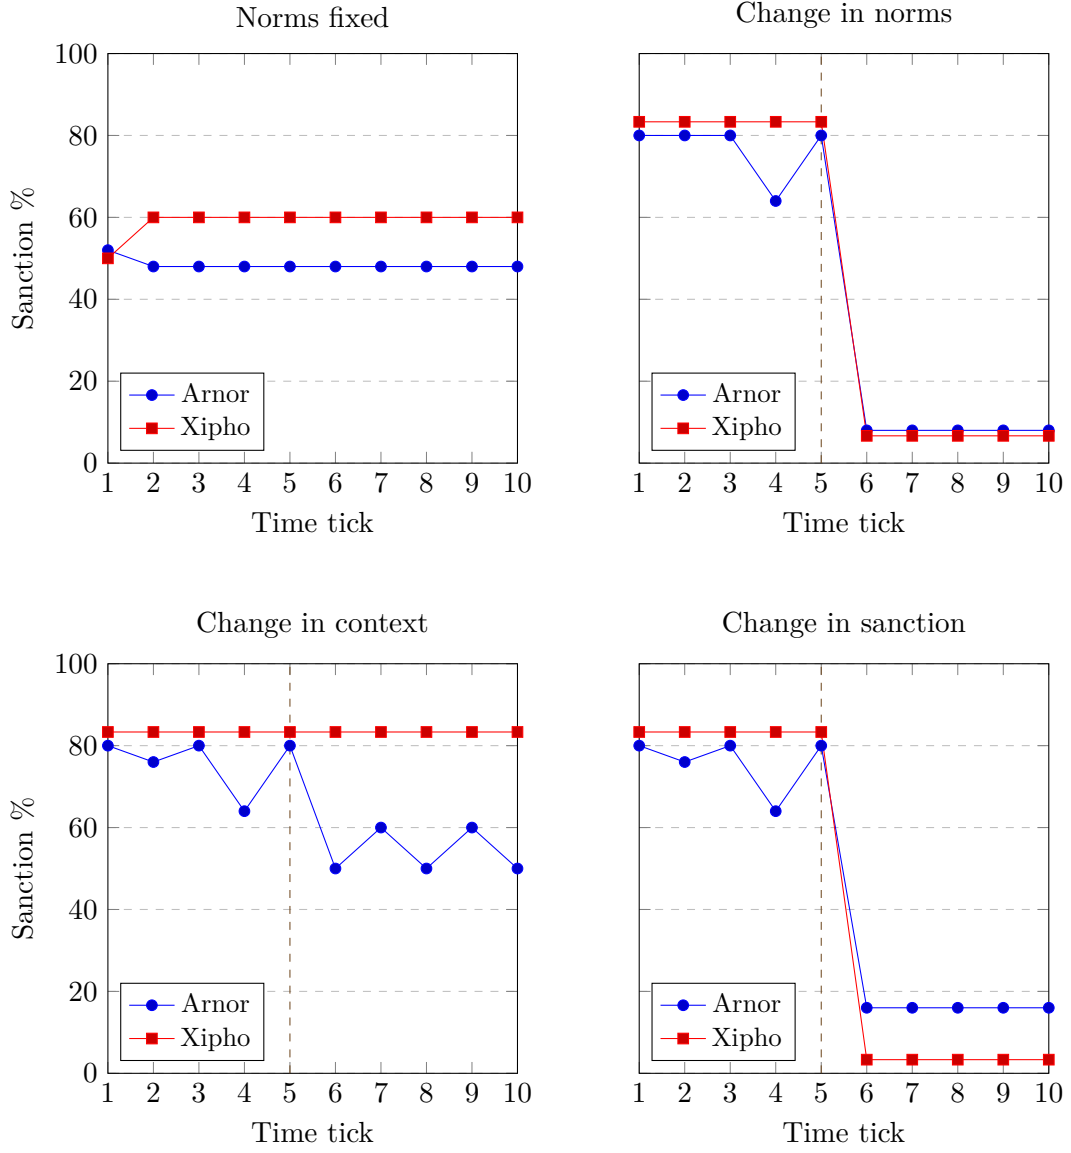 Norms fixed
Change in norms
100
80
60
40
20
0
Sanction %
Arnor
Xipho
Arnor
Xipho
1 2 3 4 5 6 7 8 9 10
1 2 3 4 5 6 7 8 9 10
Time tick
Time tick
Change in context
Change in sanction
100
80
60
40
20
0
Sanction %
Arnor
Xipho
Arnor
Xipho
1 2 3 4 5 6 7 8 9 10
1 2 3 4 5 6 7 8 9 10
Time tick
Time tick